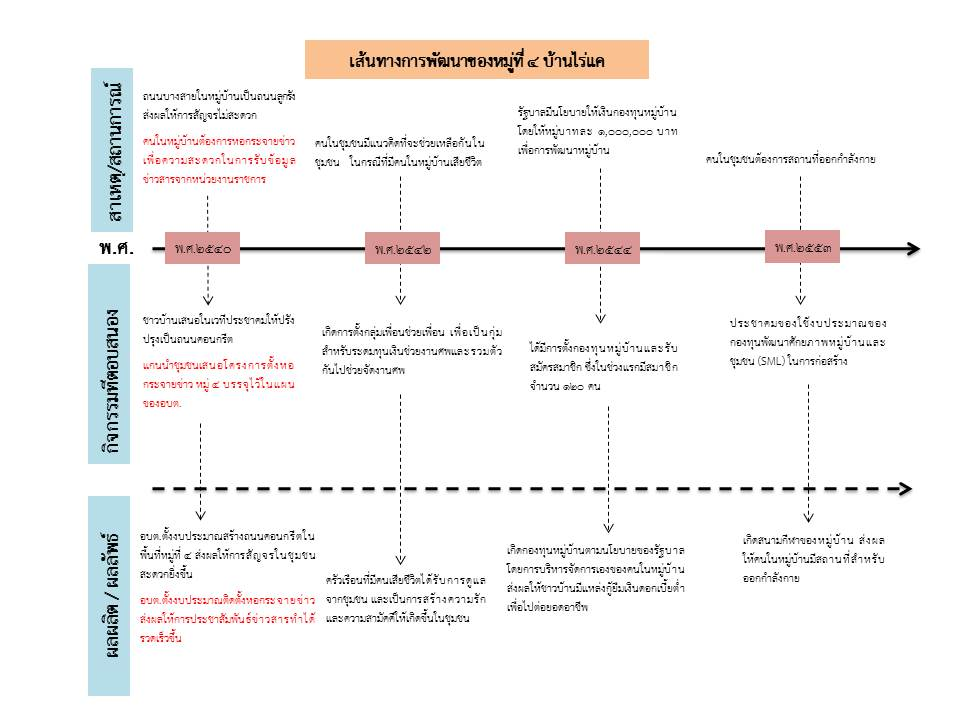 เส้นทางการพัฒนาของหมู่ที่ ๔ บ้านไร่แค
สาเหตุ/สถานการณ์
ถนนบางสายในหมู่บ้านเป็นถนนลูกรัง
ส่งผลให้การสัญจรไม่สะดวก
คนในหมู่บ้านต้องการหอกระจายข่าว
เพื่อความสะดวกในการรับข้อมูล
ข่าวสารจากหน่วยงานราชการ
คนในชุมชนมีแนวคิดที่จะช่วยเหลือกันใน
ชุมชน ในกรณีที่มีคนในหมู่บ้านเสียชีวิต
รัฐบาลมีนโยบายให้เงินกองทุนหมู่บ้าน
โดยให้หมู่บาทละ ๑,๐๐๐,๐๐๐ บาท
เพื่อการพัฒนาหมู่บ้าน
คนในชุมชนต้องการสถานที่ออกกำลังกาย
พ.ศ.
พ.ศ.๒๕๔๐
พ.ศ.๒๕๔๒
พ.ศ.๒๕๔๔
พ.ศ.๒๕๕๓
กิจกรรมที่ตอบสนอง
ชาวบ้านเสนอในเวทีประชาคมให้ปรับ
ปรุงเป็นถนนคอนกรีต
แกนนำชุมชนเสนอโครงการตั้งหอ
กระจายข่าว หมู่ ๔ บรรจุไว้ในแผน
ของอบต.
เกิดการตั้งกลุ่มเพื่อนช่วยเพื่อน เพื่อเป็นกุ่ม
สำหรับระดมทุนเงินช่วยงานศพและรวมตัว
กันไปช่วยจัดงานศพ
ได้มีการตั้งกองทุนหมู่บ้านและรับ
สมัครสมาชิก ซึ่งในช่วงแรกมีสมาชิก
จำนวน ๑๒๐ คน
ประชาคมของใช้งบประมาณของ
กองทุนพัฒนาศักยภาพหมู่บ้านและ
ชุมชน (SML) ในการก่อสร้าง
ผลผลิต / ผลลัพธ์
อบต.ตั้งงบประมาณสร้างถนนคอนกรีตใน
พื้นที่หมู่ที่ ๔ ส่งผลให้การสัญจรในชุมชน
สะดวกยิ่งขึ้น
อบต.ตั้งงบประมาณติดตั้งหอกระจายข่าว
ส่งผลให้การประชาสัมพันธ์ข่าวสารทำได้
รวดเร็วขึ้น
ครัวเรือนที่มีคนเสียชีวิตได้รับการดูแล
จากชุมชน และเป็นการสร้างความรัก
และความสามัคดีให้เกิดขึ้นในชุมชน
เกิดกองทุนหมู่บ้านตามนโยบายของรัฐบาล
โดยการบริหารจัดการเองของคนในหมู่บ้าน
ส่งผลให้ชาวบ้านมีแหล่งกู้ยืมเงินดอกเบี้ยต่ำ
เพื่อไปต่อยอดอาชีพ
เกิดสนามกีฬาของหมู่บ้าน ส่งผล
ให้คนในหมู่บ้านมีสถานที่สำหรับ
ออกกำลังกาย